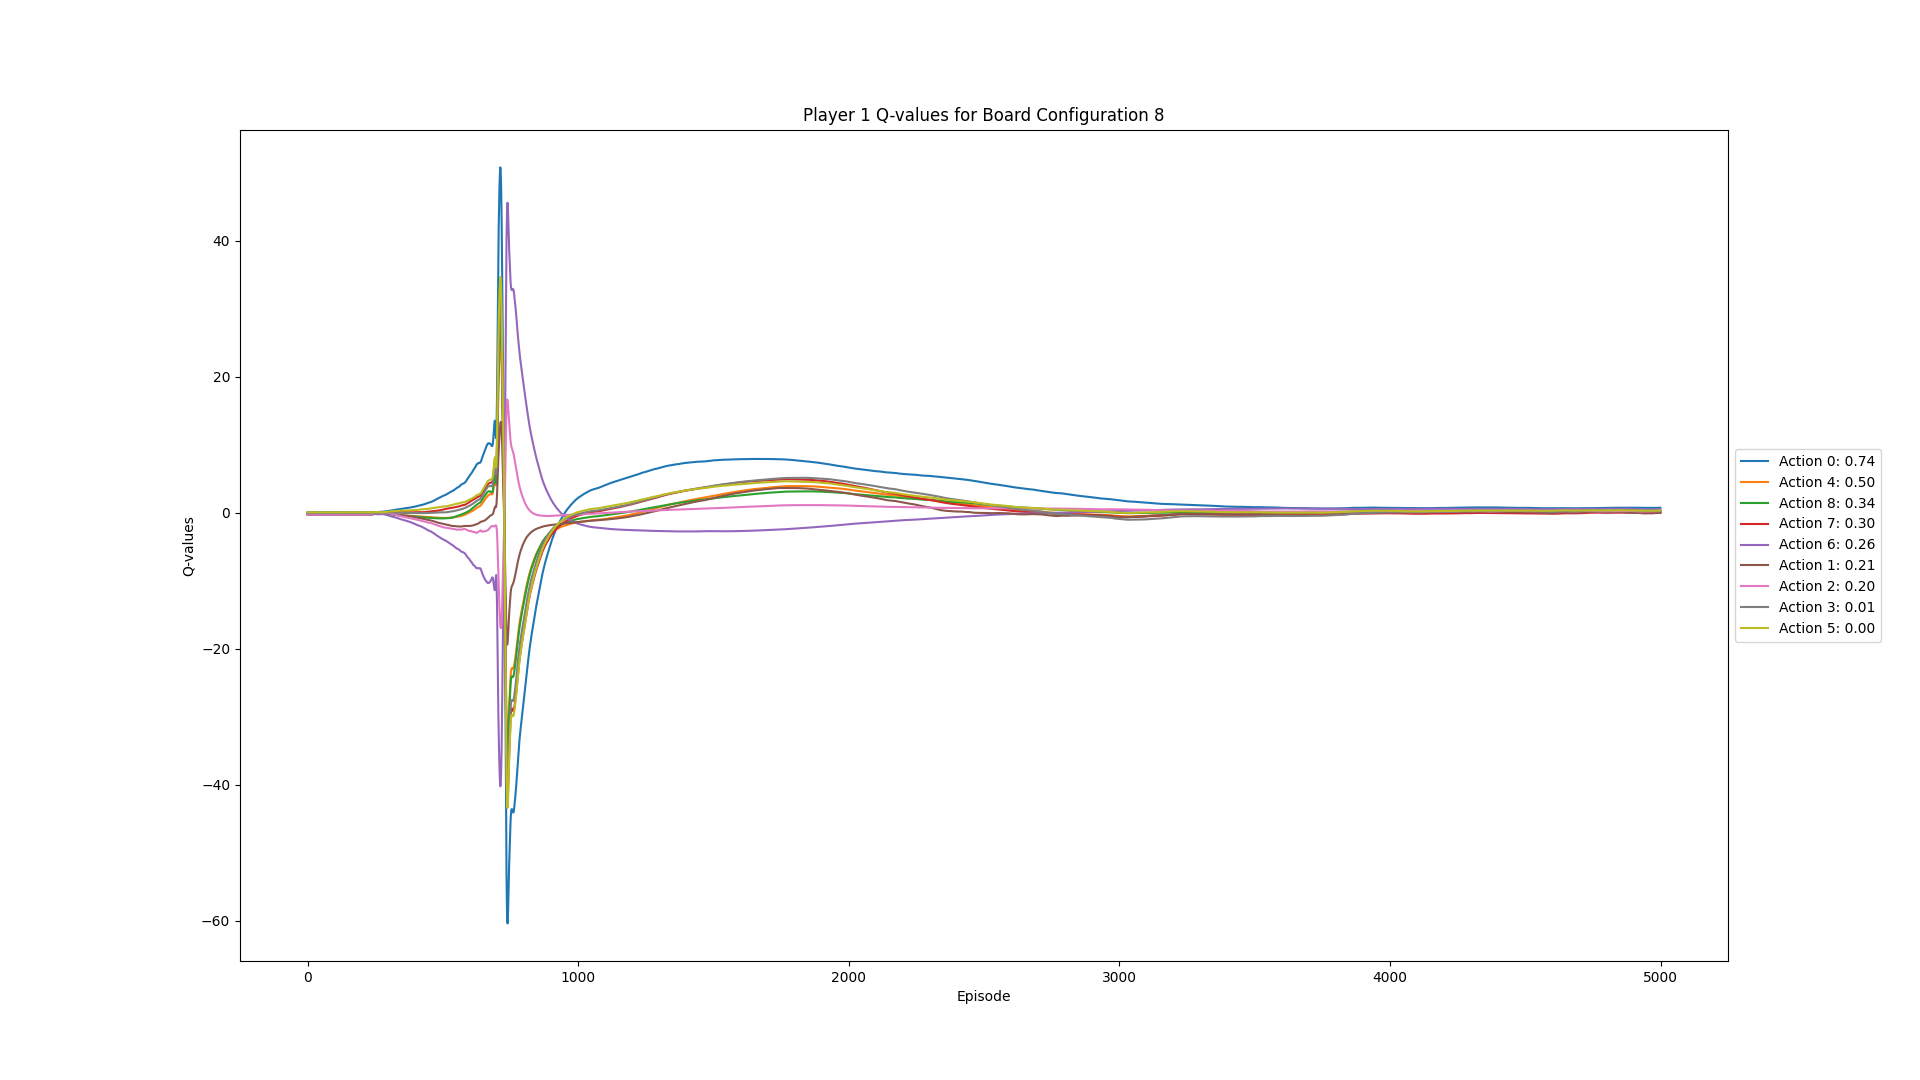 Player 1 Q-values for Board Configuration 8
Q-values
40
20
0
−20
−40
−60
0
1000
2000
3000
4000
5000
Episode
Action 0: 0.74
Action 4: 0.50
Action 8: 0.34
Action 7: 0.30
Action 6: 0.26
Action 1: 0.21
Action 2: 0.20
Action 3: 0.01
Action 5: 0.00